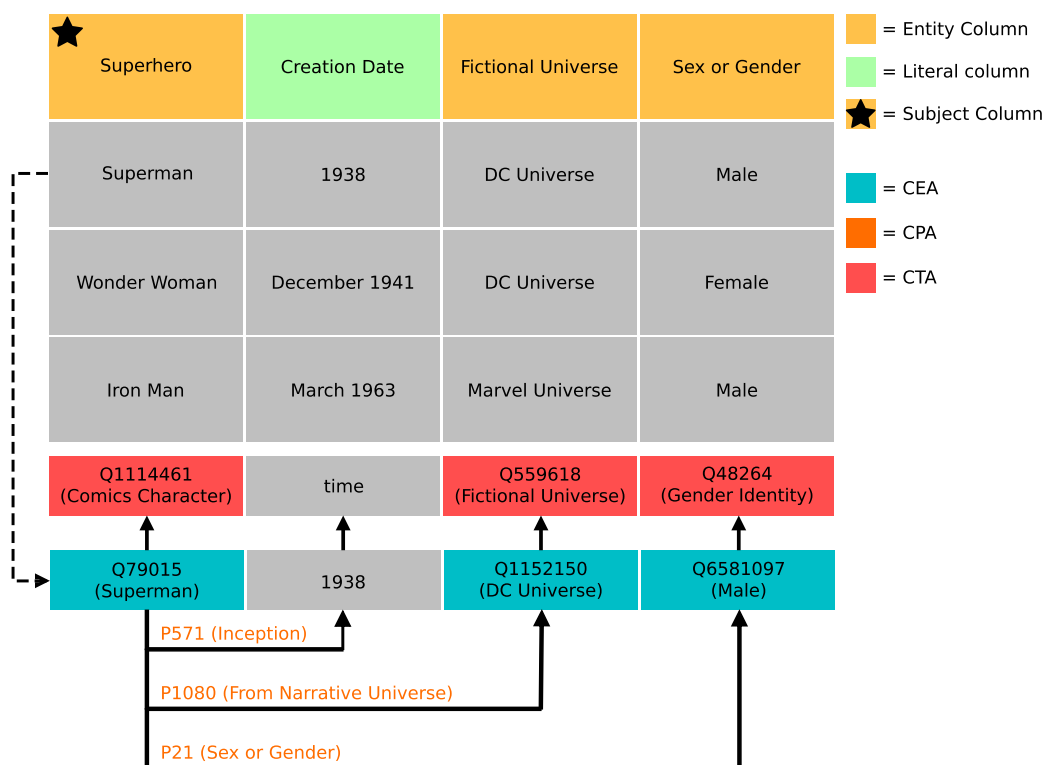 Superhero
Creation Date
Fictional Universe
Sex or Gender
= Entity Column
= Literal column
= Subject Column
Superman
1938
DC Universe
Male
= CEA
= CPA
= CTA
Wonder Woman
December 1941
DC Universe
Female
Iron Man
March 1963
Marvel Universe
Male
Q1114461
(Comics Character)
time
Q559618
(Fictional Universe)
Q48264
(Gender Identity)
Q79015
(Superman)
1938
Q1152150
(DC Universe)
Q6581097
(Male)
P571 (Inception)
P1080 (From Narrative Universe)
P21 (Sex or Gender)